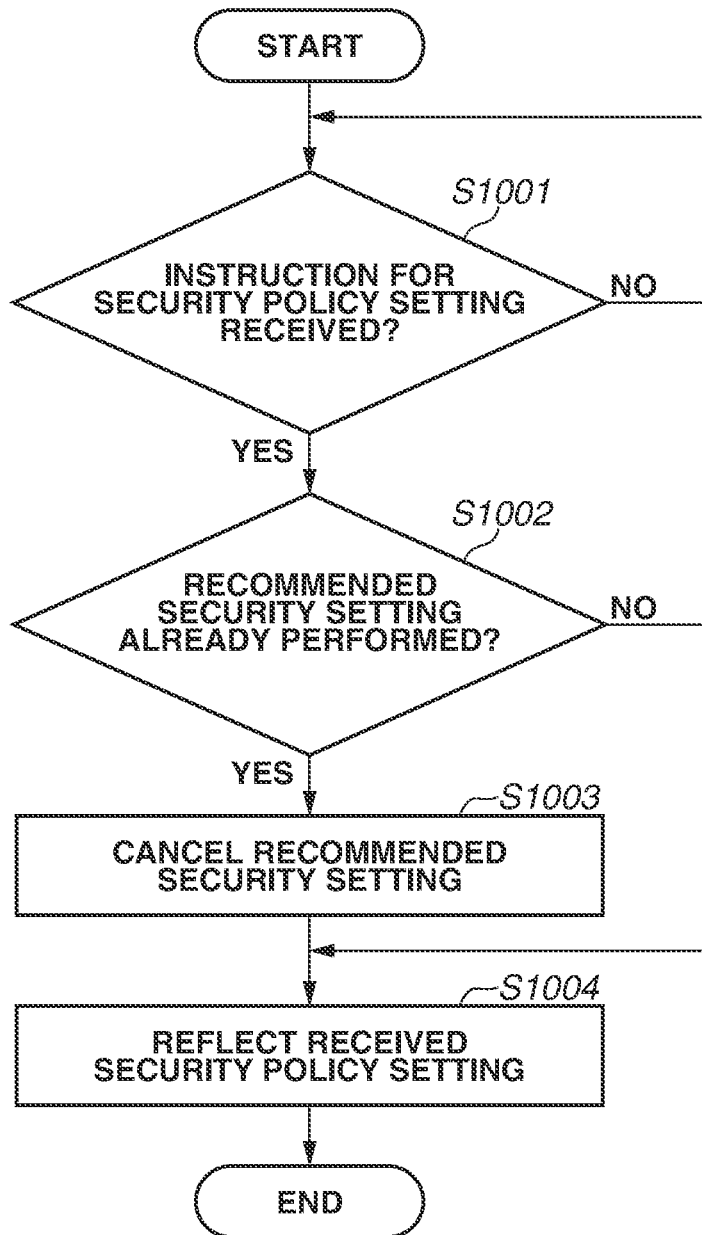 START
S1001
INSTRUCTION FOR
SECURITY POLICY SETTING
RECEIVED?
NO
YES
S1002
RECOMMENDED
SECURITY SETTING
ALREADY PERFORMED?
NO
YES
S1003
CANCEL RECOMMENDED
SECURITY SETTING
S1004
REFLECT RECEIVED
SECURITY POLICY SETTING
END